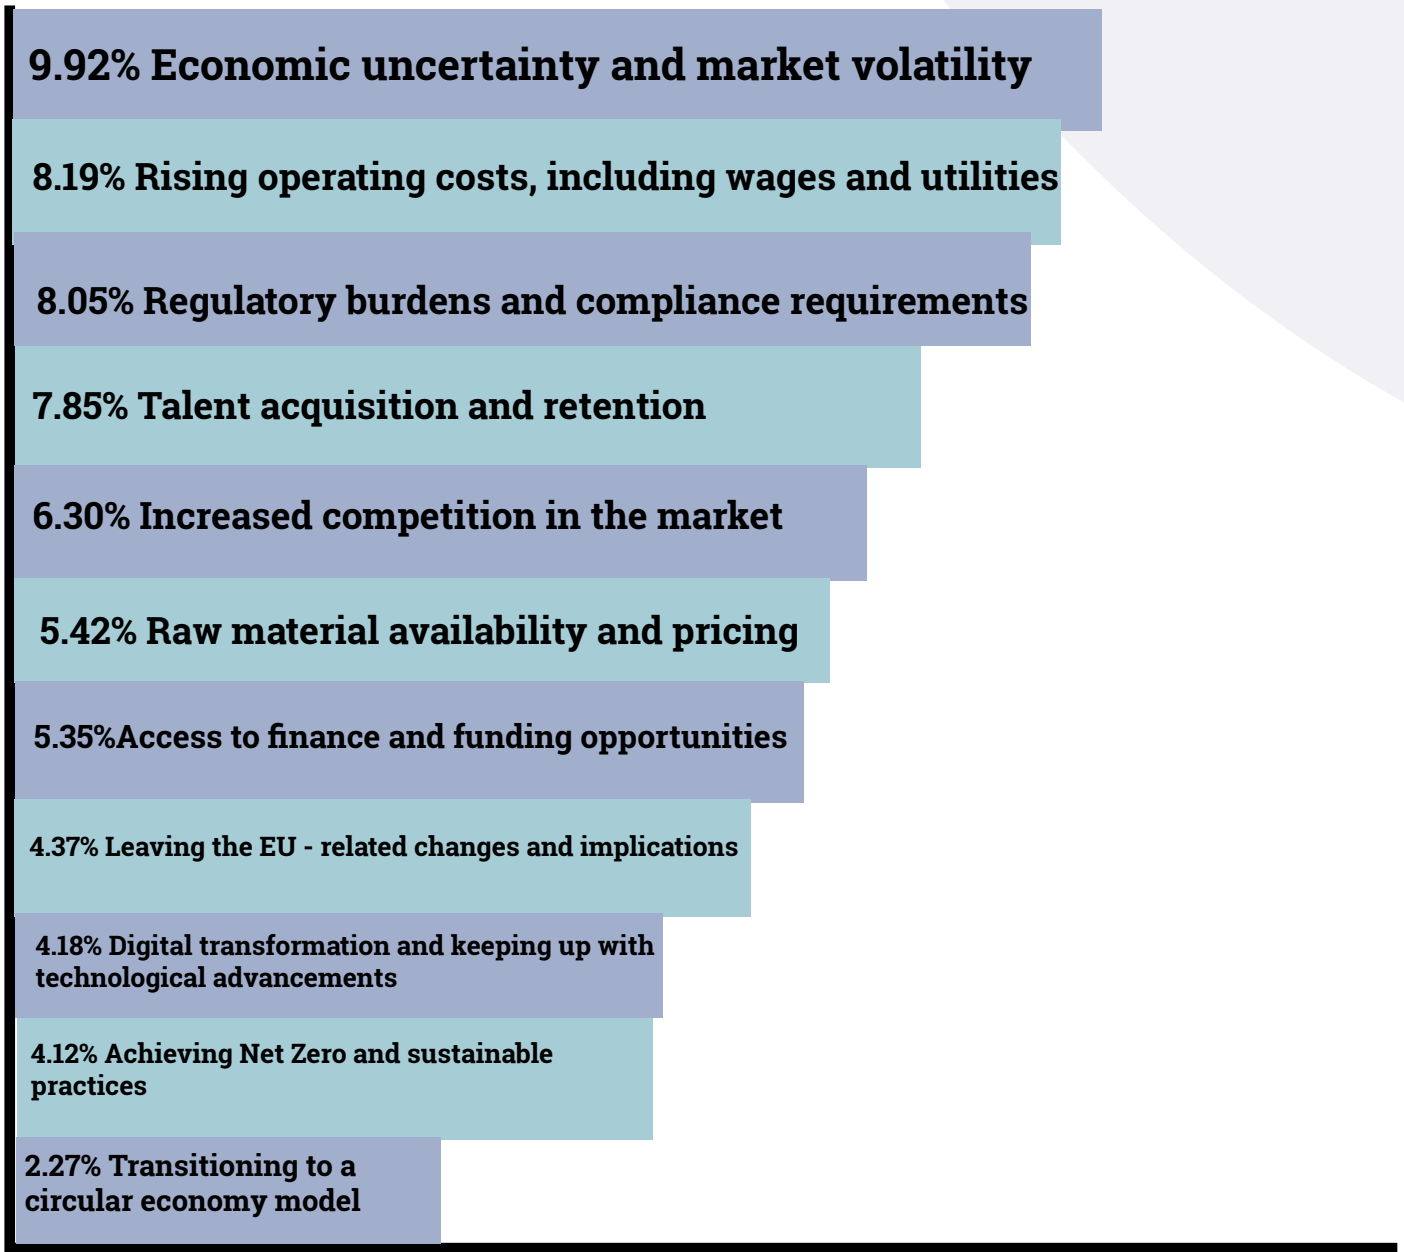 9.92% Economic uncertainty and market volatility
8.19% Rising operating costs, including wages and utilities
8.05% Regulatory burdens and compliance requirements
7.85% Talent acquisition and retention
6.30% Increased competition in the market
5.42% Raw material availability and pricing
5.35%Access to finance and funding opportunities
4.37% Leaving the EU - related changes and implications
4.18% Digital transformation and keeping up with
technological advancements
4.12% Achieving Net Zero and sustainable
practices
2.27% Transitioning to a
circular economy model